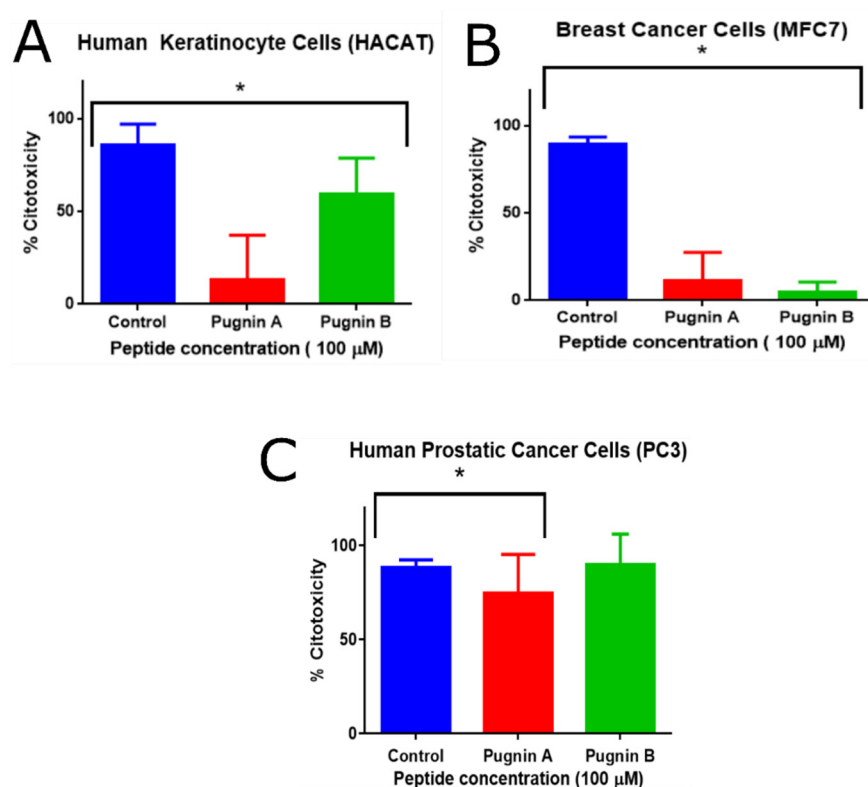 A
Human Keratinocyte Cells (HACAT)
*
% Citotoxicity
100
50
0
Control Pugnin A Pugnin B
Peptide concentration ( 100 μM)
B
Breast Cancer Cells (MFC7)
*
% Citotoxicity
100
50
0
Control Pugnin A Pugnin B
Peptide concentration ( 100 μM)
C
Human Prostatic Cancer Cells (PC3)
*
% Citotoxicity
100
50
0
Control Pugnin A Pugnin B
Peptide concentration (100 μM)